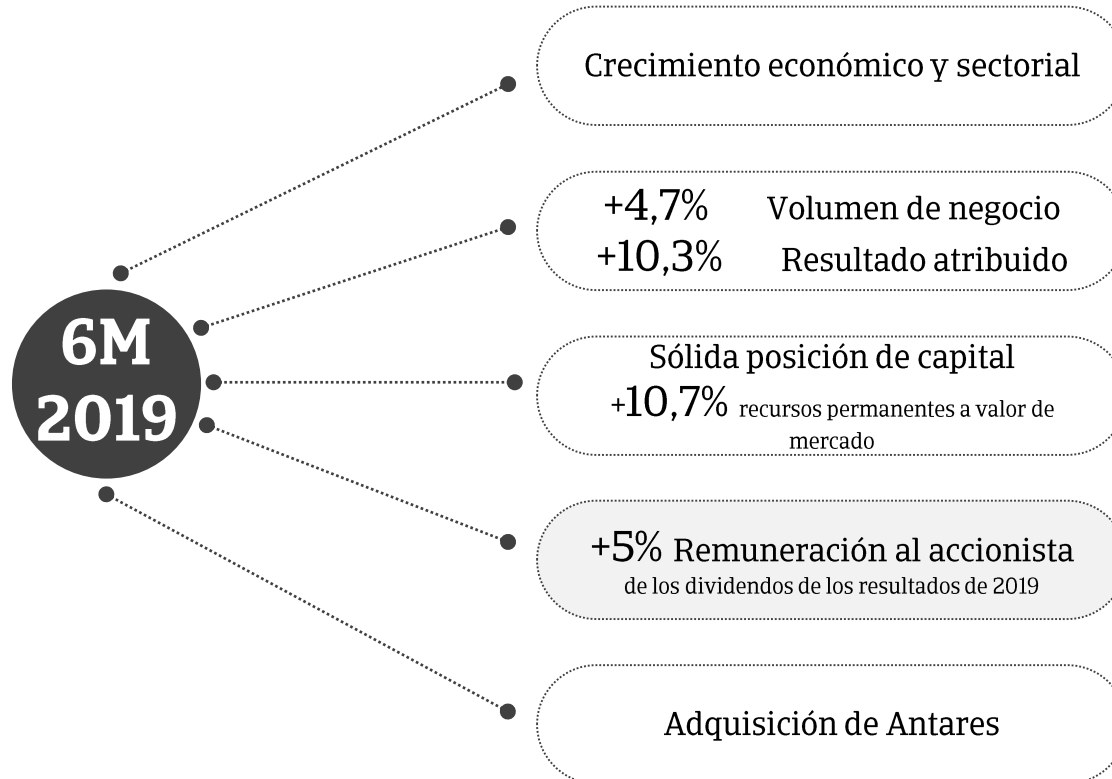 6M
2019
Crecimiento económico y sectorial
+4,7% Volumen de negocio
+10,3% Resultado atribuido
Sólida posición de capital
+10,7% recursos permanentes a valor de
mercado
+5% Remuneración al accionista
de los dividendos de los resultados de 2019
Adquisición de Antares